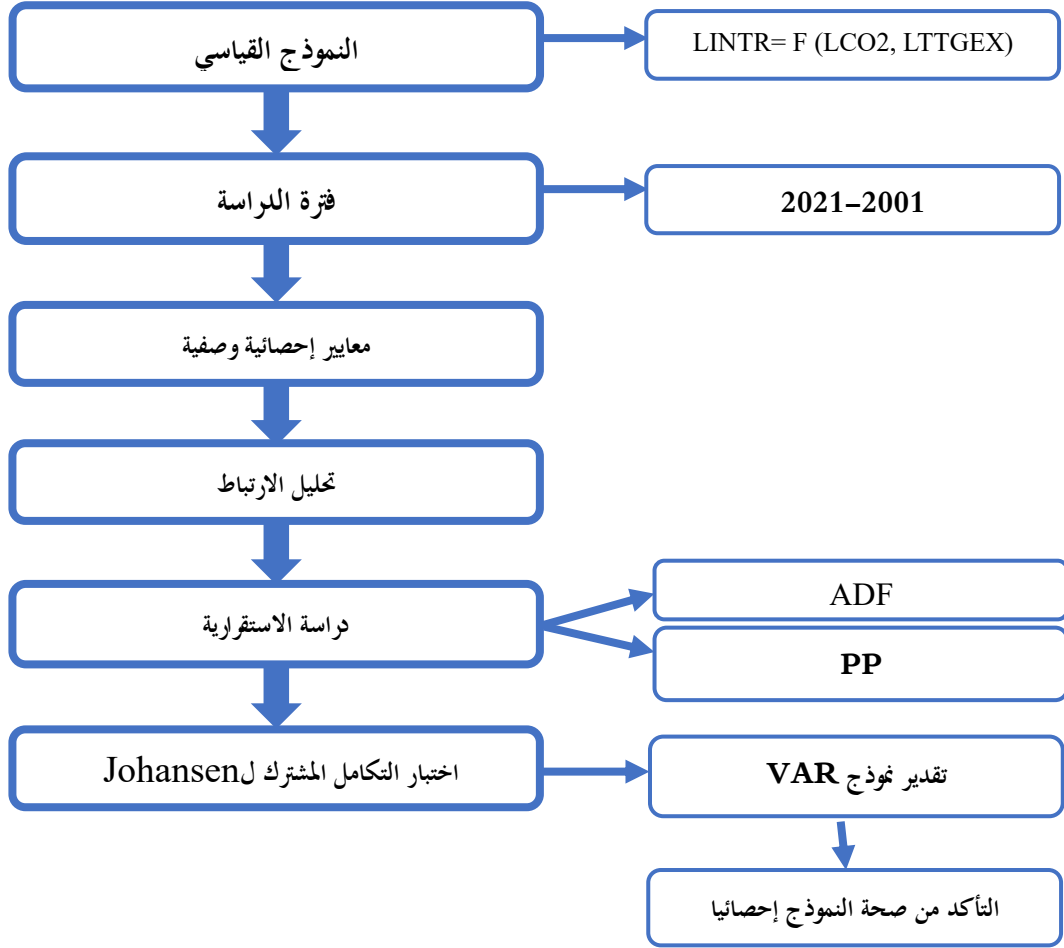 النموذج القياسي
LINTR= F (LCO2, LTTGEX)
فترة الدراسة
2021–2001
معايير إحصائية وصفية
تحليل الارتباط
دراسة الاستقرارية
ADF
PP
اختبار التكامل المشترك لJohansen
تقدير نموذج VAR
التأكد من صحة النموذج إحصائيا